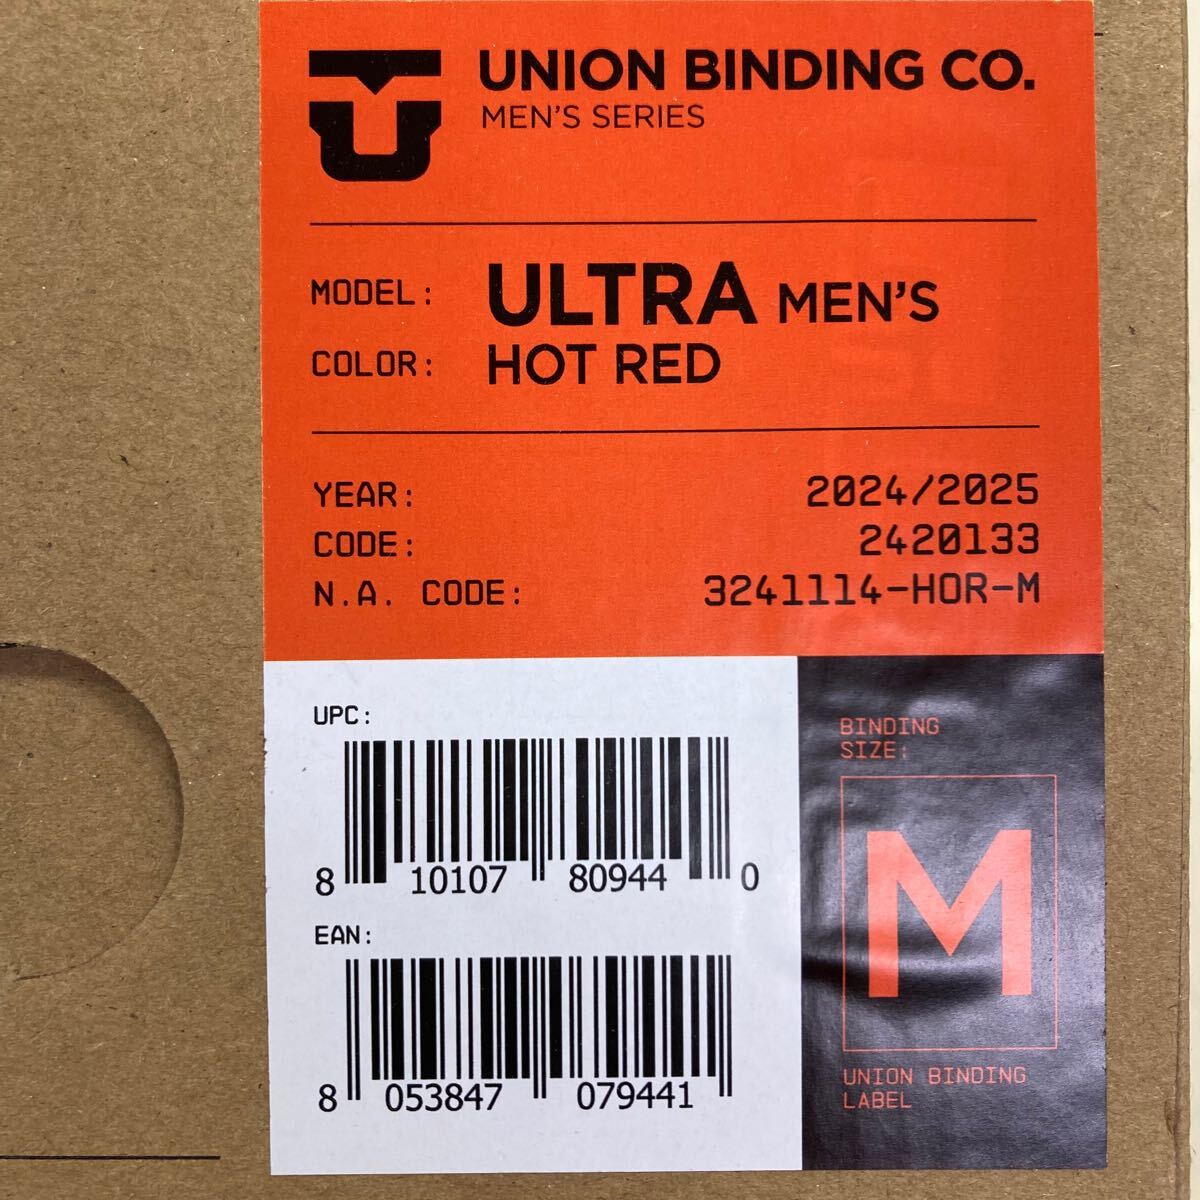 UNION BINDING CO.
MEN'S SERIES
MODEL: ULTRA MEN'S
COLOR: HOT RED
YEAR: 2024/2025
CODE: 2420133
N.A. CODE: 3241114-HOR-M
UPC:
8 10107 80944 0
EAN:
8 053847 079441
BINDING
SIZE:
M
UNION BINDING
LABEL